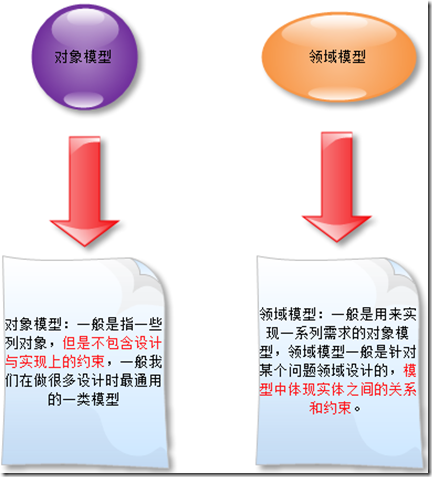 对象模型
领域模型
对象模型：一般是指一些
列对象，但是不包含设计
与实现上的约束，一般我
们在做很多设计时最通用
的一类模型
领域模型：一般是用来实
现一系列需求的对象模
型，领域模型一般是针对
某个问题领域设计的，模
型中体现实体之间的关系
和约束。